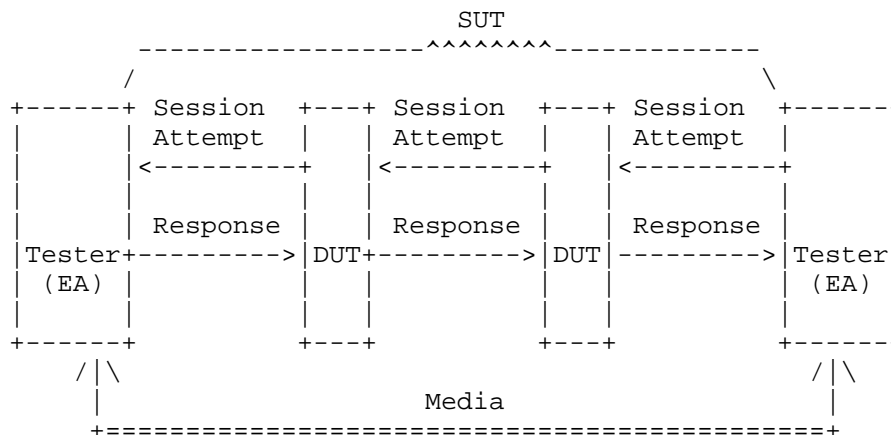 SUT
Session Session Session
Attempt Attempt Attempt
Response Response Response
Tester DUT DUT Tester
(EA) (EA)
Media